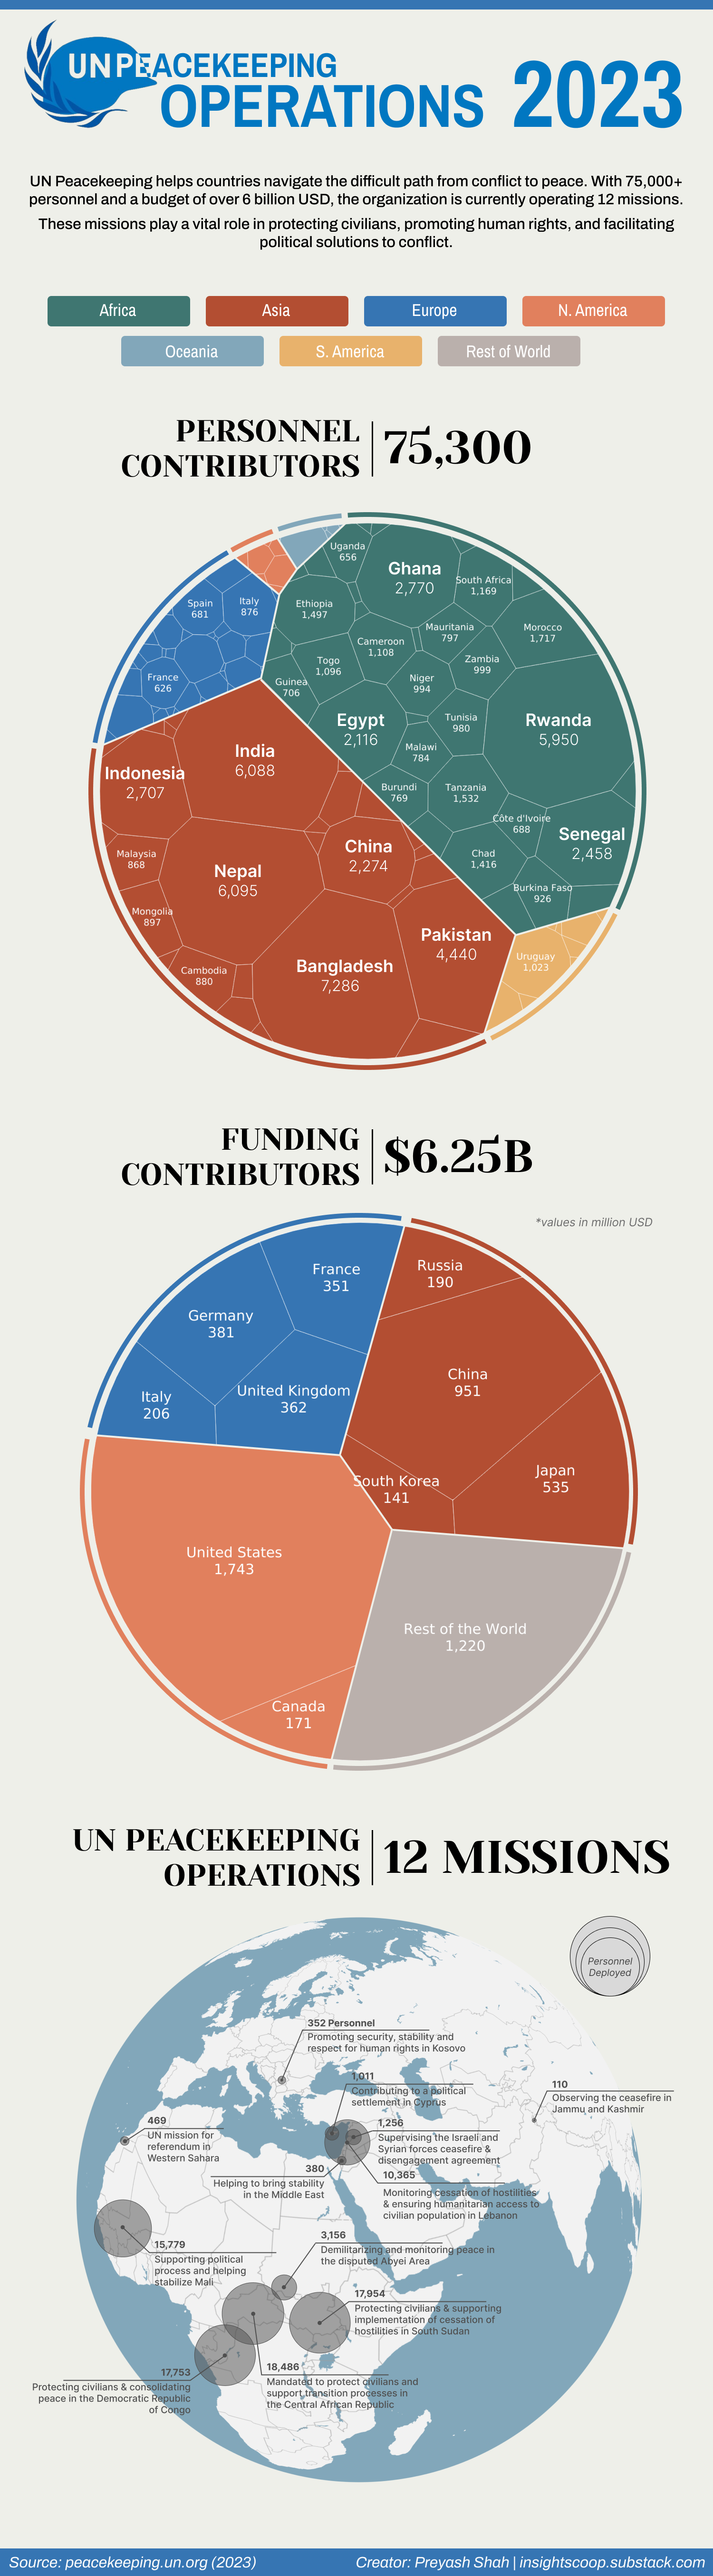 UN PEACEKEEPING
OPERATIONS 2023
UN Peacekeeping helps countries navigate the difficult path from conflict to peace. With 75,000+
personnel and a budget of over 6 billion USD, the organization is currently operating 12 missions.
These missions play a vital role in protecting civilians, promoting human rights, and facilitating
political solutions to conflict.
Africa
Asia
Europe
N. America
Oceania
S. America
Rest of World
PERSONNEL
CONTRIBUTORS
75,300
Uganda
656
Ghana
2,770
South Africa
1,169
Spain
681
Italy
876
Ethiopia
1,497
Mauritania
797
Morocco
1,717
Cameroon
1,108
Togo
1,096
Zambia
999
France
626
Guinea
706
Niger
994
Egypt
2,116
Tunisia
980
Rwanda
5,950
India
6,088
Malawi
784
Indonesia
2,707
Burundi
769
Tanzania
1,532
Côte d'Ivoire
688
Senegal
2,458
China
2,274
Malaysia
868
Chad
1,416
Nepal
6,095
Burkina Faso
926
Mongolia
897
Pakistan
4,440
Uruguay
1,023
Cambodia
880
Bangladesh
7,286
FUNDING
CONTRIBUTORS
$6.25B
*values in million USD
France
351
Russia
190
Germany
381
China
951
Italy
206
United Kingdom
362
South Korea
141
Japan
535
United States
1,743
Rest of the World
1,220
Canada
171
UN PEACEKEEPING
OPERATIONS
12 MISSIONS
Personnel
Deployed
352 Personnel
Promoting security, stability and
respect for human rights in Kosovo
1,011
Contributing to a political
settlement in Cyprus
110
Observing the ceasefire in
Jammu and Kashmir
469
UN mission for
referendum in
Western Sahara
1,256
Supervising the Israeli and
Syrian forces ceasefire &
disengagement agreement
380
Helping to bring stability
in the Middle East
10,365
Monitoring cessation of hostilities
& ensuring humanitarian access to
civilian population in Lebanon
15,779
Supporting political
process and helping
stabilize Mali
3,156
Demilitarizing and monitoring peace in
the disputed Abyei Area
17,954
Protecting civilians & supporting
implementation of cessation of
hostilities in South Sudan
17,753
Protecting civilians & consolidating
peace in the Democratic Republic
of Congo
18,486
Mandated to protect civilians and
support transition processes in
the Central African Republic
Source: peacekeeping.un.org (2023)
Creator: Preyash Shah | insightscoop.substack.com